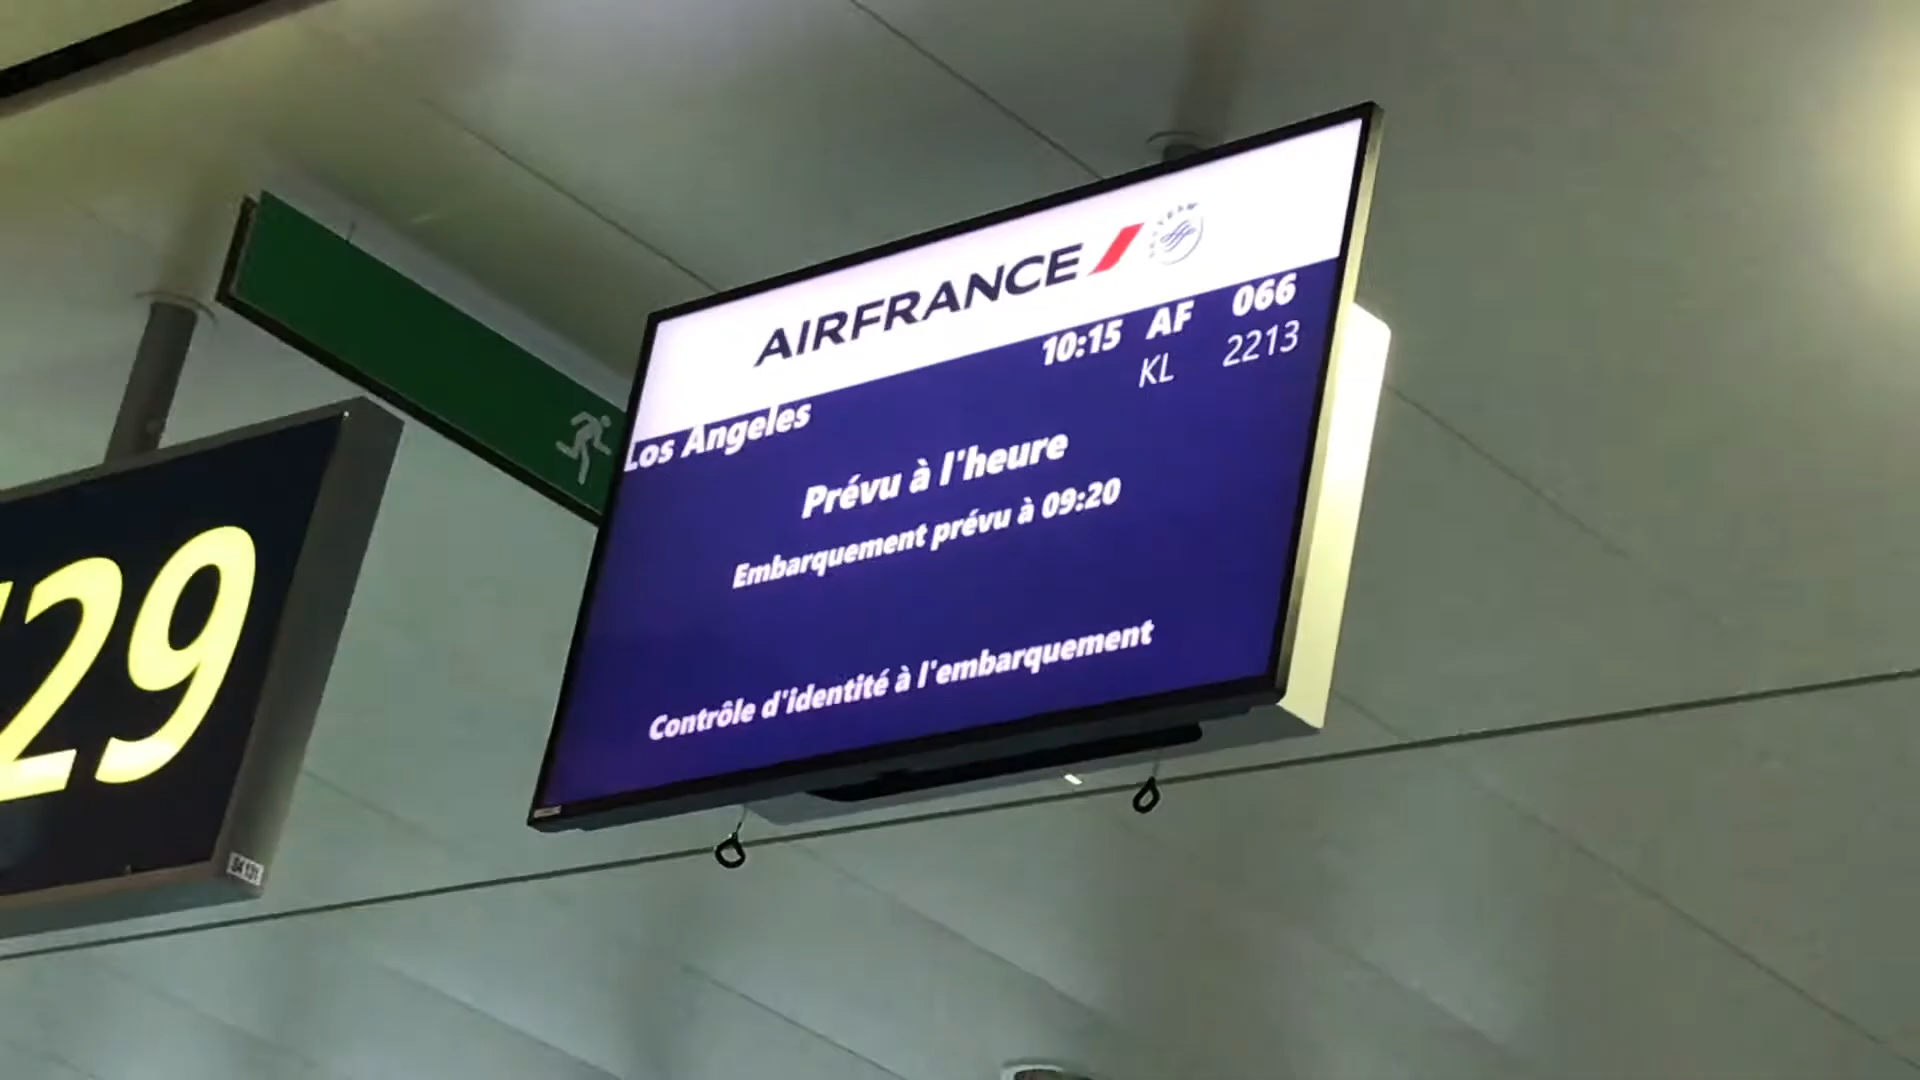 AIRFRANCE
10:15 AF 066
KL 2213
Los Angeles
Prévu à l'heure
Embarquement prévu à 09:20
Contrôle d'identité à l'embarquement
29